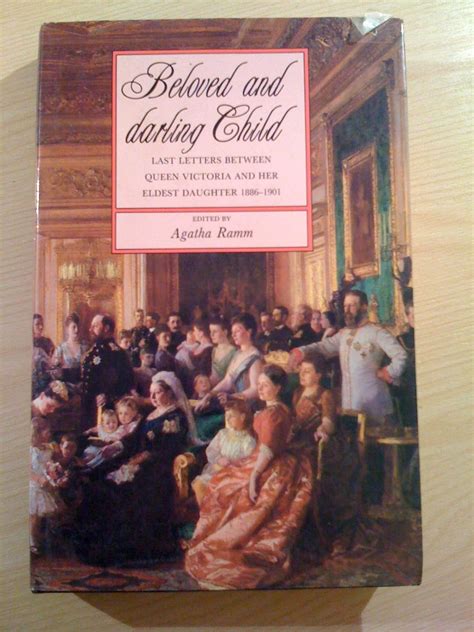 Beloved and
darling Child
LAST LETTERS BETWEEN
QUEEN VICTORIA AND HER
ELDEST DAUGHTER 1886–1901
EDITED BY
Agatha Ramm